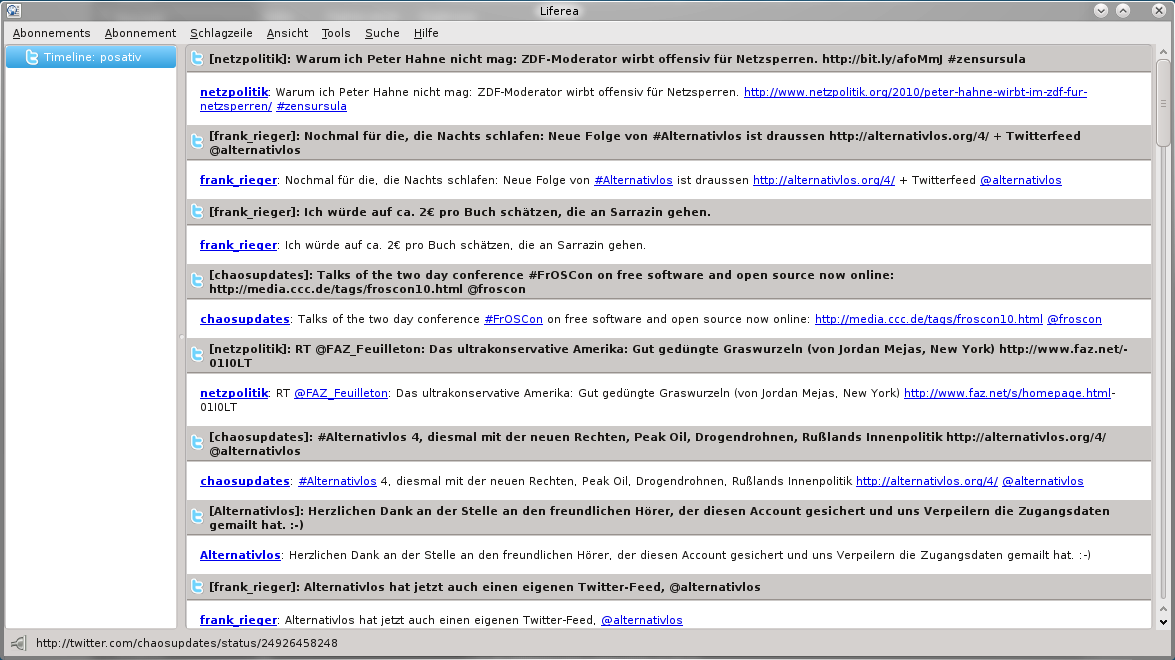 Liferea
Abonnements Abonnement Schlagzeile Ansicht Tools Suche Hilfe
Timeline: posativ
[netzpolitik]: Warum ich Peter Hahne nicht mag: ZDF-Moderator wirbt offensiv für Netzsperren. http://bit.ly/afoMmJ #zensursula
netzpolitik: Warum ich Peter Hahne nicht mag: ZDF-Moderator wirbt offensiv für Netzsperren. http://www.netzpolitik.org/2010/peter-hahne-wirbt-im-zdf-fur-
netzsperren/ #zensursula
[frank_rieger]: Nochmal für die, die Nachts schlafen: Neue Folge von #Alternativlos ist draussen http://alternativlos.org/4/ + Twitterfeed
@alternativlos
frank_rieger: Nochmal für die, die Nachts schlafen: Neue Folge von #Alternativlos ist draussen http://alternativlos.org/4/ + Twitterfeed @alternativlos
[frank_rieger]: Ich würde auf ca. 2€ pro Buch schätzen, die an Sarrazin gehen.
frank_rieger: Ich würde auf ca. 2€ pro Buch schätzen, die an Sarrazin gehen.
[chaosupdates]: Talks of the two day conference #FrOSCon on free software and open source now online:
http://media.ccc.de/tags/froscon10.html @froscon
chaosupdates: Talks of the two day conference #FrOSCon on free software and open source now online: http://media.ccc.de/tags/froscon10.html @froscon
[netzpolitik]: RT @FAZ_Feuilleton: Das ultrakonservative Amerika: Gut gedüngte Graswurzeln (von Jordan Mejas, New York) http://www.faz.net/-
01I0LT
netzpolitik: RT @FAZ_Feuilleton: Das ultrakonservative Amerika: Gut gedüngte Graswurzeln (von Jordan Mejas, New York) http://www.faz.net/s/homepage.html-
01I0LT
[chaosupdates]: #Alternativlos 4, diesmal mit der neuen Rechten, Peak Oil, Drogendrohnen, Rußlands Innenpolitik http://alternativlos.org/4/
@alternativlos
chaosupdates: #Alternativlos 4, diesmal mit der neuen Rechten, Peak Oil, Drogendrohnen, Rußlands Innenpolitik http://alternativlos.org/4/ @alternativlos
[Alternativlos]: Herzlichen Dank an der Stelle an den freundlichen Hörer, der diesen Account gesichert und uns Verpeilern die Zugangsdaten
gemailt hat. :-)
Alternativlos: Herzlichen Dank an der Stelle an den freundlichen Hörer, der diesen Account gesichert und uns Verpeilern die Zugangsdaten gemailt hat. :-)
[frank_rieger]: Alternativlos hat jetzt auch einen eigenen Twitter-Feed, @alternativlos
frank_rieger: Alternativlos hat jetzt auch einen eigenen Twitter-Feed, @alternativlos
http://twitter.com/chaosupdates/status/24926458248